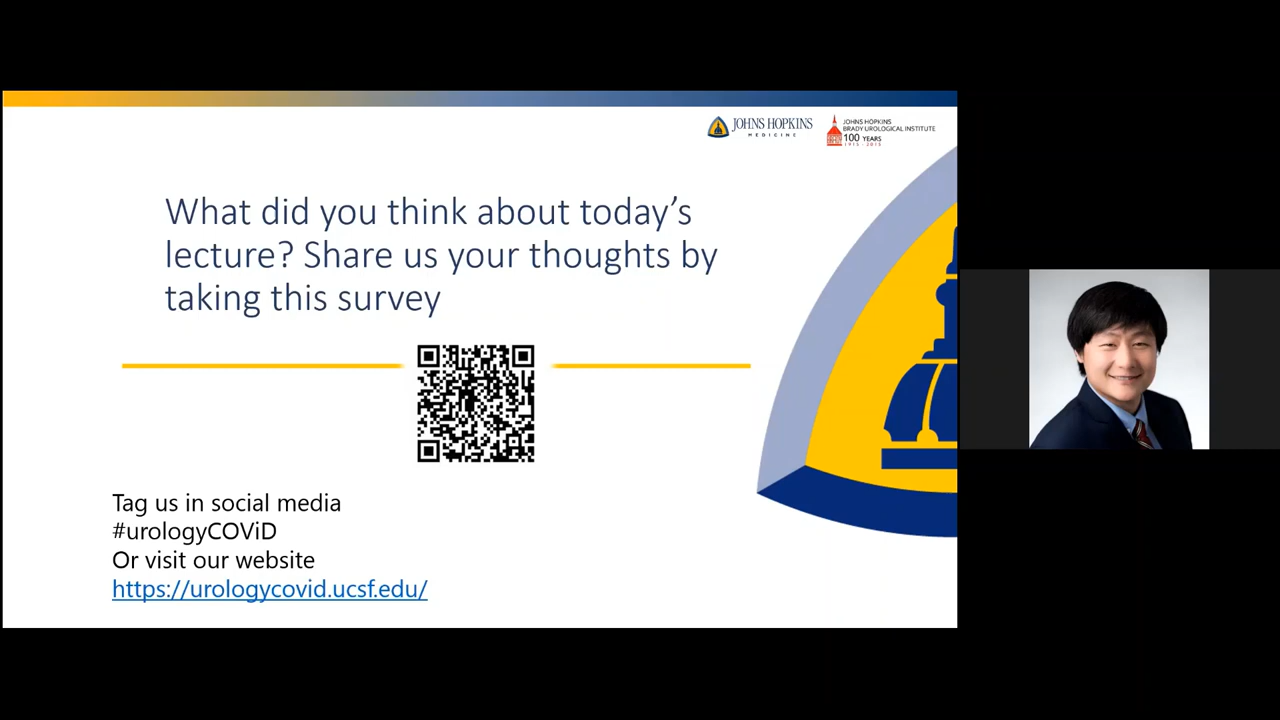 JOHNS HOPKINS
MEDICINE
JOHNS HOPKINS
BRADY UROLOGICAL INSTITUTE
100 YEARS
1915 - 2015
What did you think about today’s
lecture? Share us your thoughts by
taking this survey
Tag us in social media
#urologyCOViD
Or visit our website
https://urologycovid.ucsf.edu/